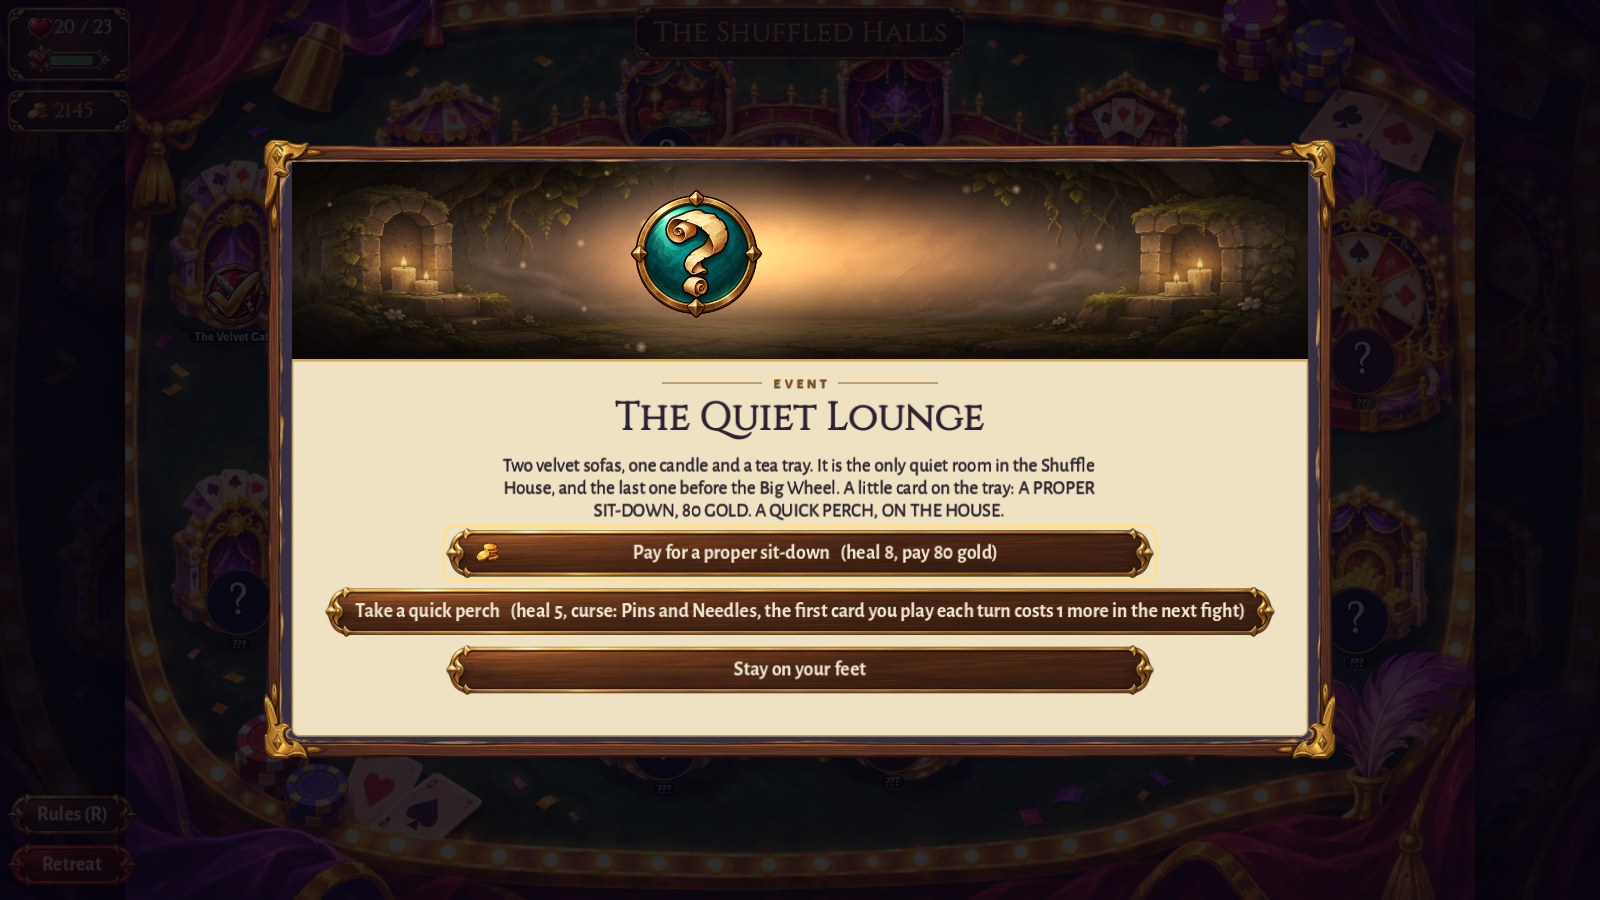 20 / 23
THE SHUFFLED HALLS
2145
The Velvet Gat
EVENT
THE QUIET LOUNGE
Two velvet sofas, one candle and a tea tray. It is the only quiet room in the Shuffle
House, and the last one before the Big Wheel. A little card on the tray: A PROPER
SIT-DOWN, 80 GOLD. A QUICK PERCH, ON THE HOUSE.
Pay for a proper sit-down (heal 8, pay 80 gold)
Take a quick perch (heal 5, curse: Pins and Needles, the first card you play each turn costs 1 more in the next fight)
Stay on your feet
?
???
?
???
?
???
?
???
???
???
Rules (R)
Retreat